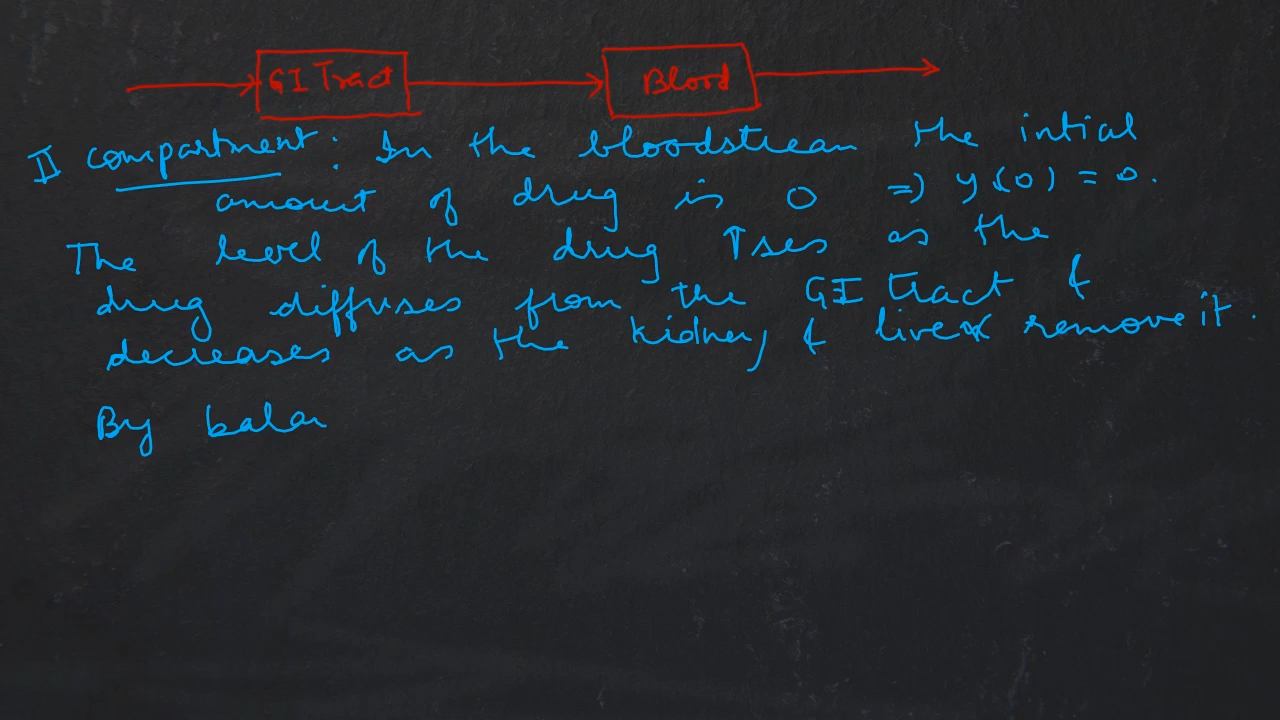 GI Tract Blood
II compartment: In the bloodstream the intial
amount of drug is 0 => y(0) = 0.
The level of the drug ↑ses as the
drug diffuses from the GI Tract &
decreases as the kidney & liver remove it.
By balan